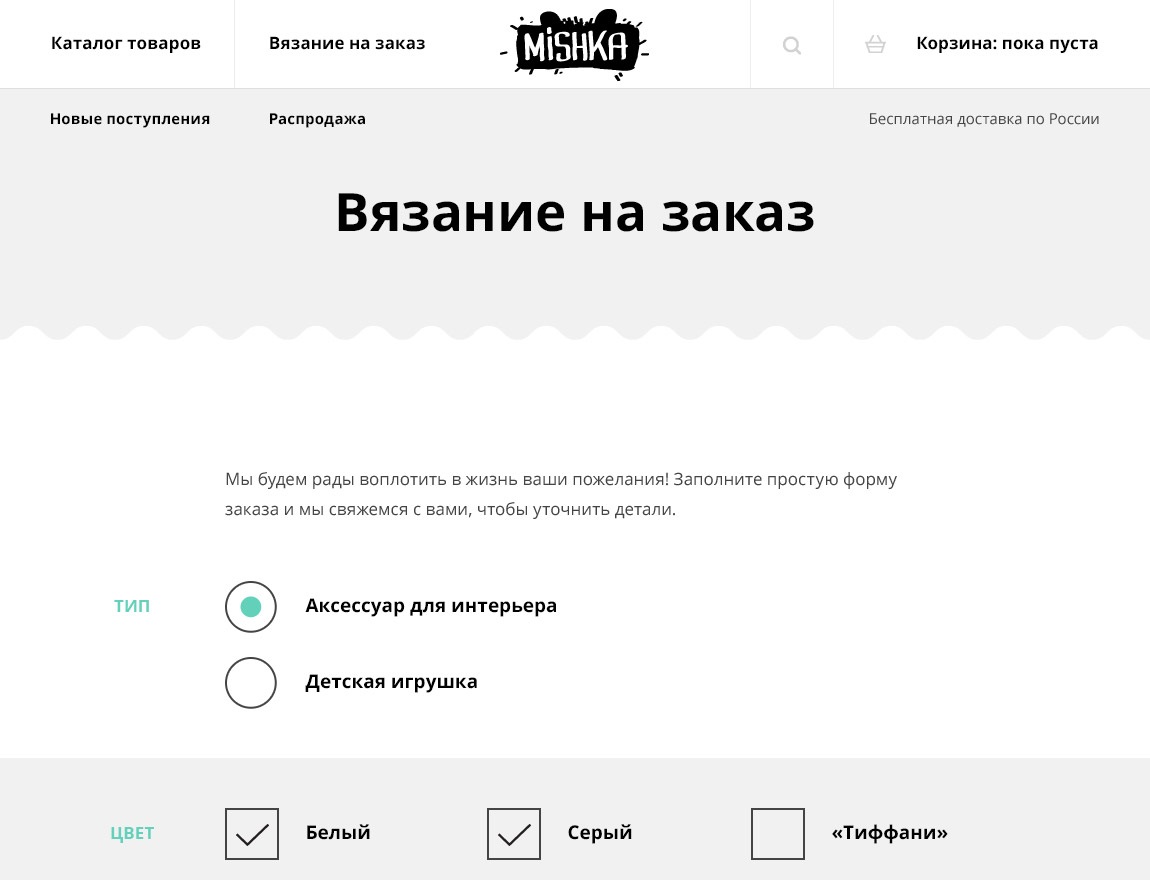 Каталог товаров
Вязание на заказ
MiSHKA
Корзина: пока пуста
Новые поступления
Распродажа
Бесплатная доставка по России
Вязание на заказ
Мы будем рады воплотить в жизнь ваши пожелания! Заполните простую форму
заказа и мы свяжемся с вами, чтобы уточнить детали.
ТИП
Аксессуар для интерьера
Детская игрушка
ЦВЕТ
Белый
Серый
«Тиффани»